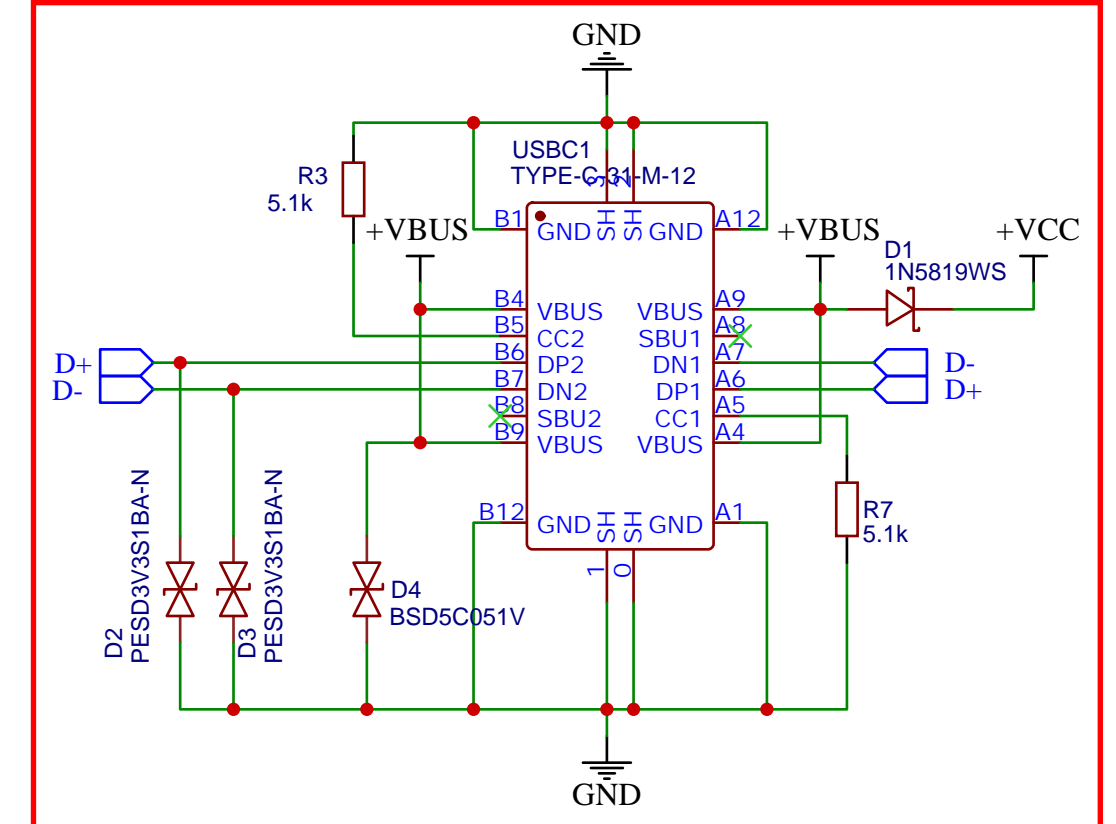 GND
USBC1
TYPE-C-31-M-12
3
2
R3
5.1k
+VBUS
+VBUS
+VCC
D1
1N5819WS
B1
GND
SH
SH
GND
A12
B4
VBUS
VBUS
A9
B5
CC2
SBU1
A8
D+
B6
DP2
DN1
A7
D-
D-
B7
DN2
DP1
A6
D+
B8
SBU2
CC1
A5
B9
VBUS
VBUS
A4
B12
GND
SH
SH
GND
A1
R7
5.1k
1
0
D2
PESD3V3S1BA-N
D3
PESD3V3S1BA-N
D4
BSD5C051V
GND